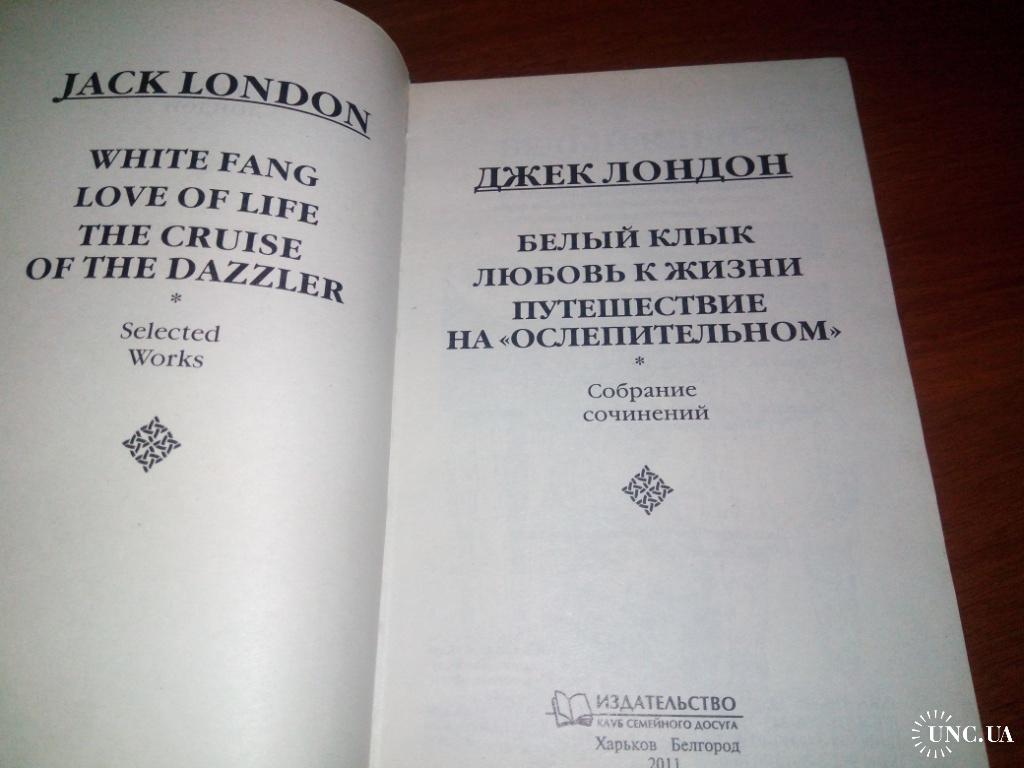 JACK LONDON
WHITE FANG
LOVE OF LIFE
THE CRUISE
OF THE DAZZLER
*
Selected
Works
ДЖЕК ЛОНДОН
БЕЛЫЙ КЛЫК
ЛЮБОВЬ К ЖИЗНИ
ПУТЕШЕСТВИЕ
НА «ОСЛЕПИТЕЛЬНОМ»
*
Собрание
сочинений
ИЗДАТЕЛЬСТВО
КЛУБ СЕМЕЙНОГО ДОСУГА
Харьков Белгород
2011
UNC.UA